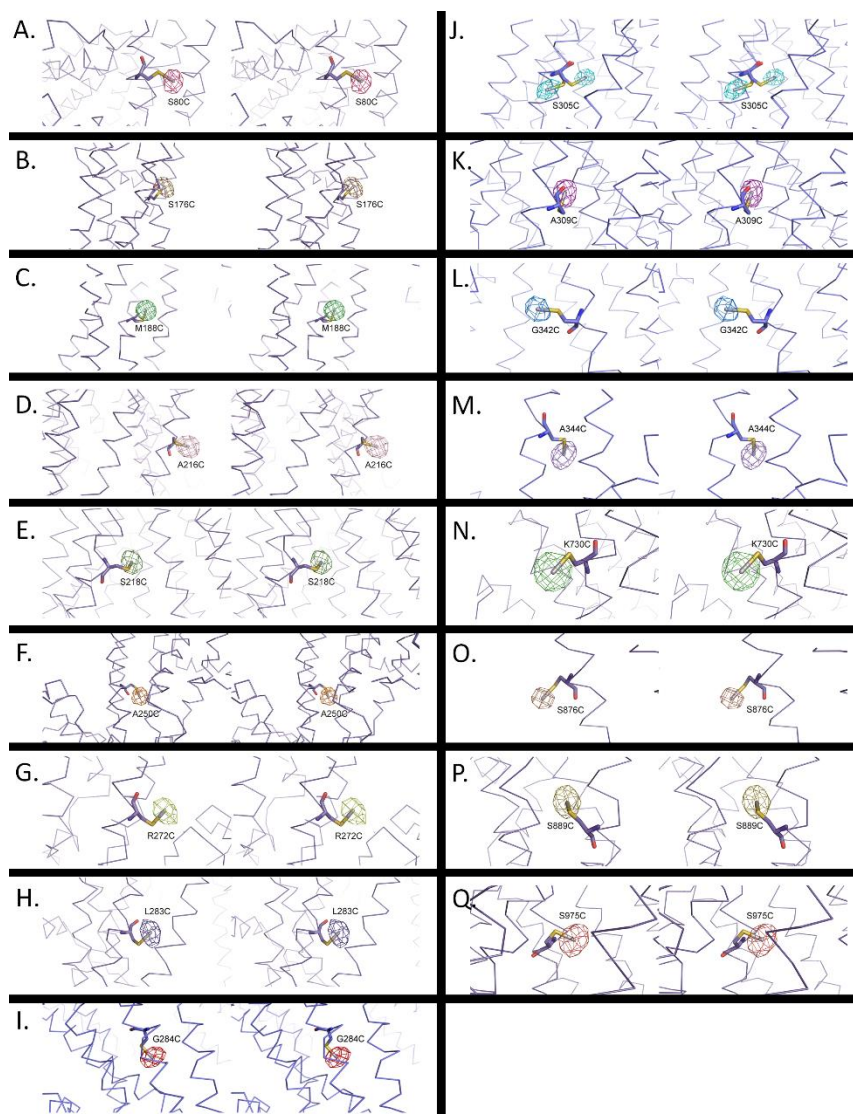 A.
S80C S80C
B.
S176C S176C
C.
M188C M188C
D.
A216C A216C
E.
S218C S218C
F.
A250C A250C
G.
R272C R272C
H.
L283C L283C
I.
G284C G284C
J.
S305C S305C
K.
A309C A309C
L.
G342C G342C
M.
A344C A344C
N.
K730C K730C
O.
S876C S876C
P.
S889C S889C
Q.
S975C S975C